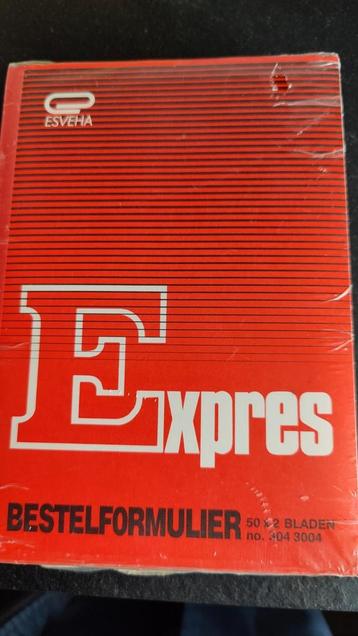 ESVEHA
Expres
BESTELFORMULIER
50 x 2 BLADEN
no. 304 3004